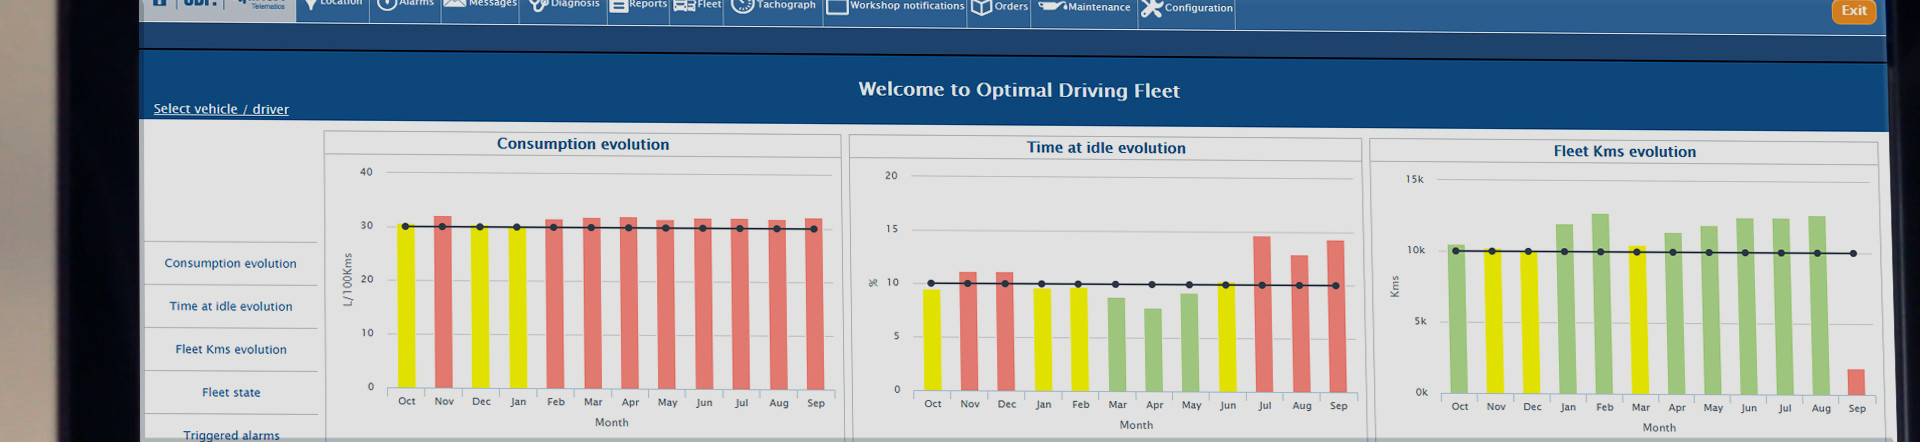 Telematics
Location
Alarms
Messages
Diagnosis
Reports
Fleet
Tachograph
Workshop notifications
Orders
Maintenance
Configuration
Exit
Welcome to Optimal Driving Fleet
Select vehicle / driver
Consumption evolution
Time at idle evolution
Fleet Kms evolution
Fleet state
Triggered alarms
Consumption evolution
40
30
20
10
0
L/100Kms
Oct Nov Dec Jan Feb Mar Apr May Jun Jul Aug Sep
Month
Time at idle evolution
20
15
10
5
0
%
Oct Nov Dec Jan Feb Mar Apr May Jun Jul Aug Sep
Month
Fleet Kms evolution
15k
10k
5k
0k
Kms
Oct Nov Dec Jan Feb Mar Apr May Jun Jul Aug Sep
Month